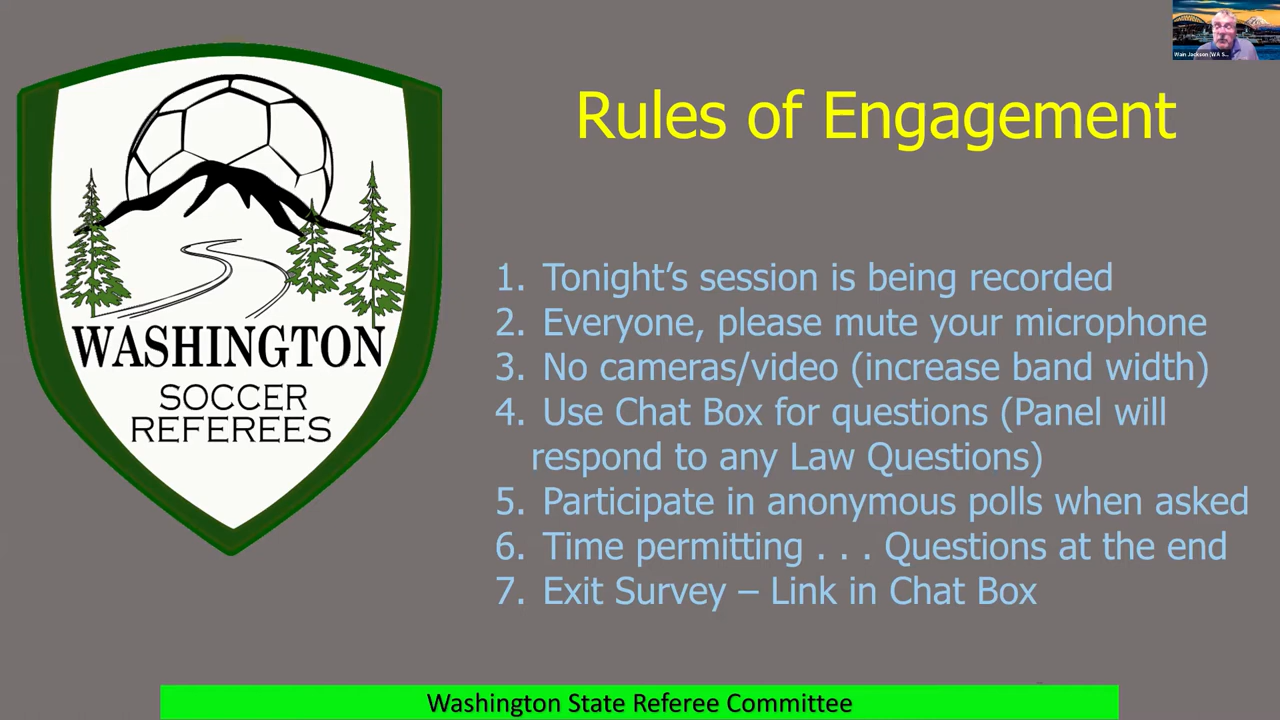 Wain Jackson (WA S...
Rules of Engagement
WASHINGTON
SOCCER
REFEREES
1. Tonight’s session is being recorded
2. Everyone, please mute your microphone
3. No cameras/video (increase band width)
4. Use Chat Box for questions (Panel will
respond to any Law Questions)
5. Participate in anonymous polls when asked
6. Time permitting . . . Questions at the end
7. Exit Survey – Link in Chat Box
Washington State Referee Committee